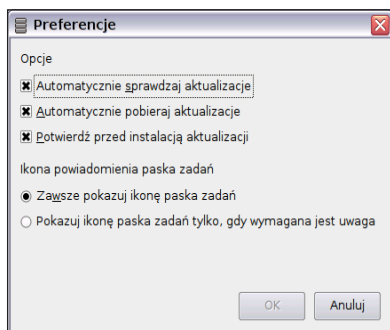 Preferencje
Opcje
Automatycznie sprawdzaj aktualizacje
Automatycznie pobieraj aktualizacje
Potwierdź przed instalacją aktualizacji
Ikona powiadomienia paska zadań
Zawsze pokazuj ikonę paska zadań
Pokazuj ikonę paska zadań tylko, gdy wymagana jest uwaga
OK Anuluj